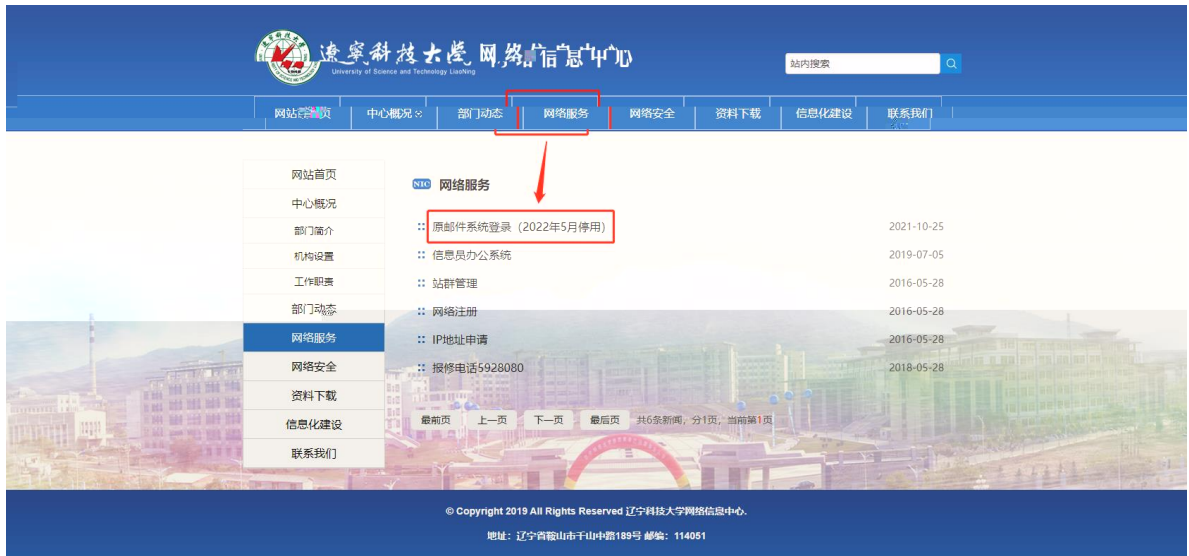 辽宁科技大学 网络信息中心
University of Science and Technology Liaoning
站内搜索
网站首页 中心概况 部门动态 网络服务 网络安全 资料下载 信息化建设 联系我们
网站首页
中心概况
部门简介
机构设置
工作职责
部门动态
网络服务
网络安全
资料下载
信息化建设
联系我们
NIC 网络服务
原邮件系统登录（2022年5月停用） 2021-10-25
信息员办公系统 2019-07-05
站群管理 2016-05-28
网络注册 2016-05-28
IP地址申请 2016-05-28
报修电话5928080 2018-05-28
最前页 上一页 下一页 最后页 共6条新闻，分1页，当前第1页
© Copyright 2019 All Rights Reserved 辽宁科技大学网络信息中心.
地址：辽宁省鞍山市千山中路189号 邮编：114051